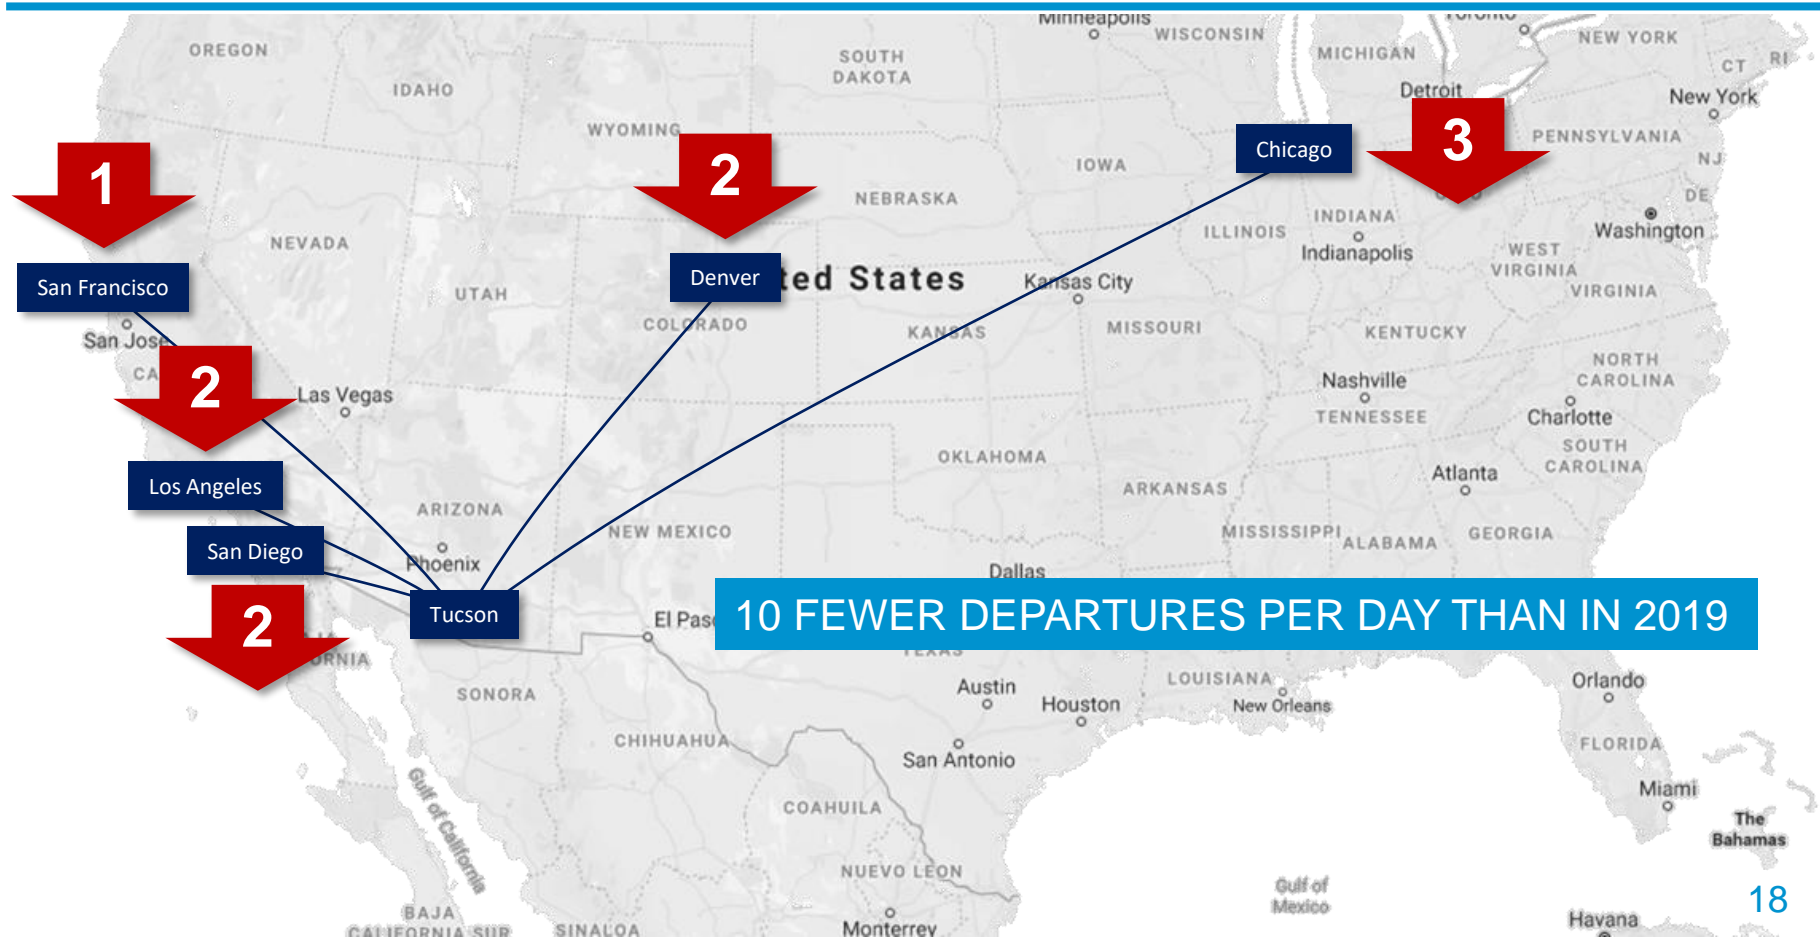 Minneapolis
WISCONSIN
Toronto
NEW YORK
OREGON
SOUTH
DAKOTA
MICHIGAN
CT
RI
IDAHO
Detroit
New York
WYOMING
3
PENNSYLVANIA
Chicago
2
IOWA
NJ
1
NEBRASKA
DE
INDIANA
Washington
ILLINOIS
NEVADA
Indianapolis
WEST
VIRGINIA
San Francisco
Denver
ted States
Kansas City
VIRGINIA
UTAH
COLORADO
KANSAS
MISSOURI
KENTUCKY
San Jose
NORTH
CAROLINA
CA
2
Las Vegas
Nashville
TENNESSEE
Charlotte
SOUTH
CAROLINA
OKLAHOMA
Atlanta
Los Angeles
ARKANSAS
ARIZONA
NEW MEXICO
MISSISSIPPI
ALABAMA
GEORGIA
San Diego
Phoenix
Dallas
Tucson
El Paso
10 FEWER DEPARTURES PER DAY THAN IN 2019
2
ORNIA
TEXAS
SONORA
Austin
Houston
LOUISIANA
New Orleans
Orlando
CHIHUAHUA
San Antonio
FLORIDA
Gulf of California
COAHUILA
Miami
The
Bahamas
NUEVO LEON
Gulf of
Mexico
18
BAJA
CALIFORNIA SUR
SINALOA
Monterrey
Havana